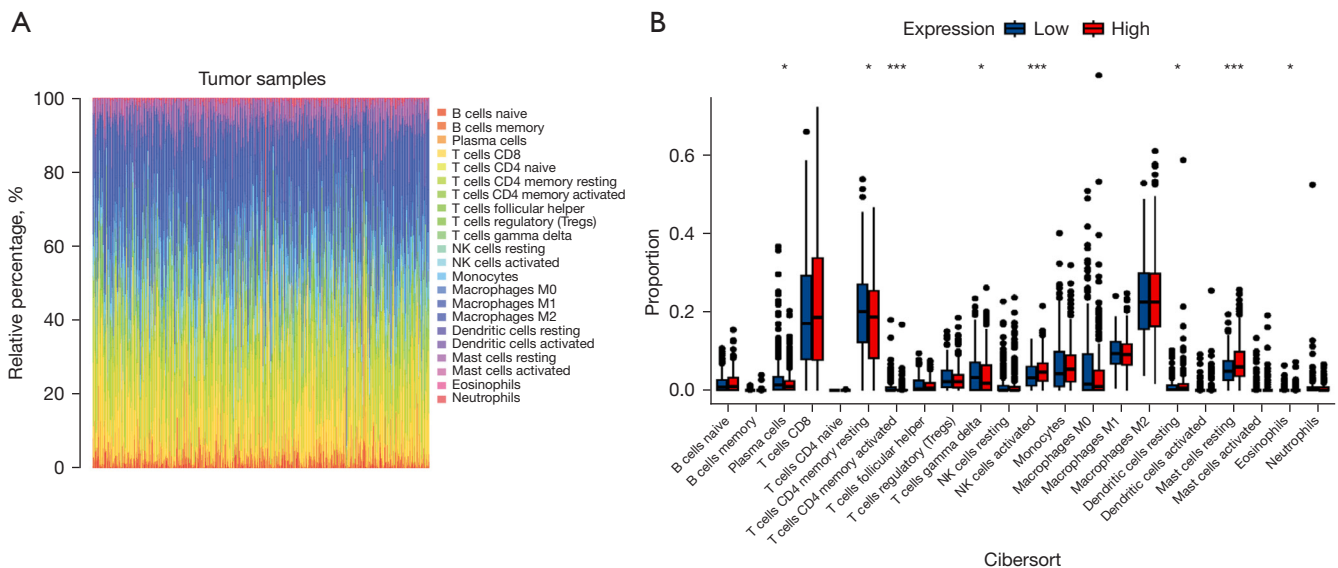 A
Tumor samples
Relative percentage, %
100
80
60
40
20
0
B cells naive
B cells memory
Plasma cells
T cells CD8
T cells CD4 naive
T cells CD4 memory resting
T cells CD4 memory activated
T cells follicular helper
T cells regulatory (Tregs)
T cells gamma delta
NK cells resting
NK cells activated
Monocytes
Macrophages M0
Macrophages M1
Macrophages M2
Dendritic cells resting
Dendritic cells activated
Mast cells resting
Mast cells activated
Eosinophils
Neutrophils
B
Expression Low High
* * *** * *** * *** *
Proportion
0.6
0.4
0.2
0.0
B cells naive
B cells memory
Plasma cells
T cells CD8
T cells CD4 naive
T cells CD4 memory resting
T cells CD4 memory activated
T cells follicular helper
T cells regulatory (Tregs)
T cells gamma delta
NK cells resting
NK cells activated
Monocytes
Macrophages M0
Macrophages M1
Macrophages M2
Dendritic cells resting
Dendritic cells activated
Mast cells resting
Mast cells activated
Eosinophils
Neutrophils
Cibersort